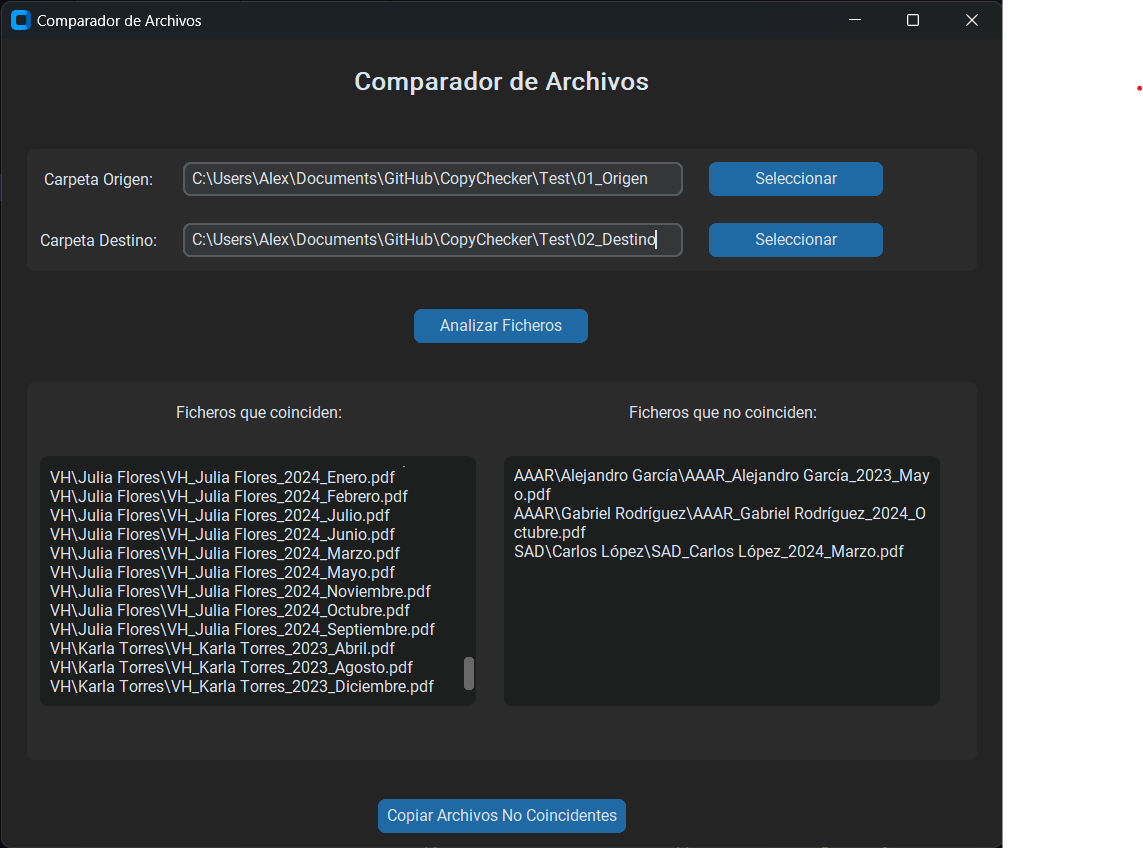 Comparador de Archivos
Comparador de Archivos
Carpeta Origen:
C:\Users\Alex\Documents\GitHub\CopyChecker\Test\01_Origen
Seleccionar
Carpeta Destino:
C:\Users\Alex\Documents\GitHub\CopyChecker\Test\02_Destino
Seleccionar
Analizar Ficheros
Ficheros que coinciden:
VH\Julia Flores\VH_Julia Flores_2024_Enero.pdf
VH\Julia Flores\VH_Julia Flores_2024_Febrero.pdf
VH\Julia Flores\VH_Julia Flores_2024_Julio.pdf
VH\Julia Flores\VH_Julia Flores_2024_Junio.pdf
VH\Julia Flores\VH_Julia Flores_2024_Marzo.pdf
VH\Julia Flores\VH_Julia Flores_2024_Mayo.pdf
VH\Julia Flores\VH_Julia Flores_2024_Noviembre.pdf
VH\Julia Flores\VH_Julia Flores_2024_Octubre.pdf
VH\Julia Flores\VH_Julia Flores_2024_Septiembre.pdf
VH\Karla Torres\VH_Karla Torres_2023_Abril.pdf
VH\Karla Torres\VH_Karla Torres_2023_Agosto.pdf
VH\Karla Torres\VH_Karla Torres_2023_Diciembre.pdf
Ficheros que no coinciden:
AAAR\Alejandro García\AAAR_Alejandro García_2023_May
o.pdf
AAAR\Gabriel Rodríguez\AAAR_Gabriel Rodríguez_2024_O
ctubre.pdf
SAD\Carlos López\SAD_Carlos López_2024_Marzo.pdf
Copiar Archivos No Coincidentes